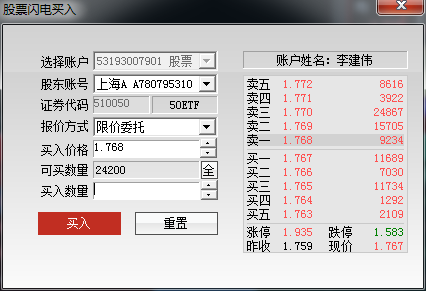 股票闪电买入
选择账户 53193007901 股票
股东账号 上海A A780795310
证券代码 510050 50ETF
报价方式 限价委托
买入价格 1.768
可买数量 24200 全
买入数量
买入 重置
账户姓名：李建伟
卖五 1.772 8616
卖四 1.771 3922
卖三 1.770 24867
卖二 1.769 15705
卖一 1.768 9234
买一 1.767 11689
买二 1.766 7030
买三 1.765 11734
买四 1.764 1292
买五 1.763 2109
涨停 1.935 跌停 1.583
昨收 1.759 现价 1.767